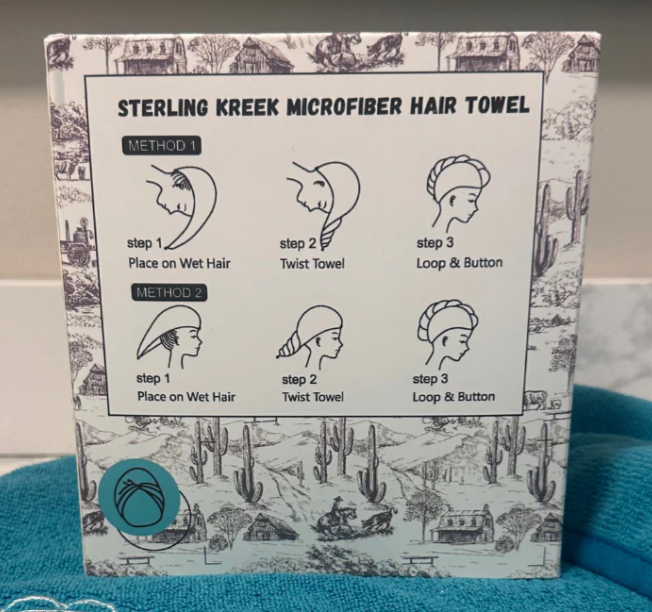 STERLING KREEK MICROFIBER HAIR TOWEL
METHOD 1
step 1 step 2 step 3
Place on Wet Hair Twist Towel Loop & Button
METHOD 2
step 1 step 2 step 3
Place on Wet Hair Twist Towel Loop & Button